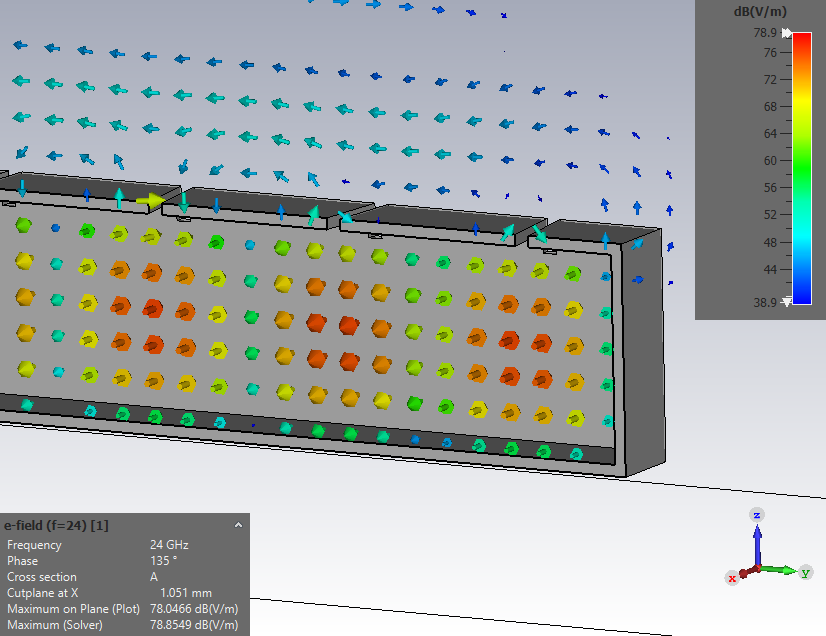 dB(V/m)
78.9
76
72
68
64
60
56
52
48
44
38.9
e-field (f=24) [1]
Frequency 24 GHz
Phase 135 °
Cross section A
Cutplane at X 1.051 mm
Maximum on Plane (Plot) 78.0466 dB(V/m)
Maximum (Solver) 78.8549 dB(V/m)
z
x
y